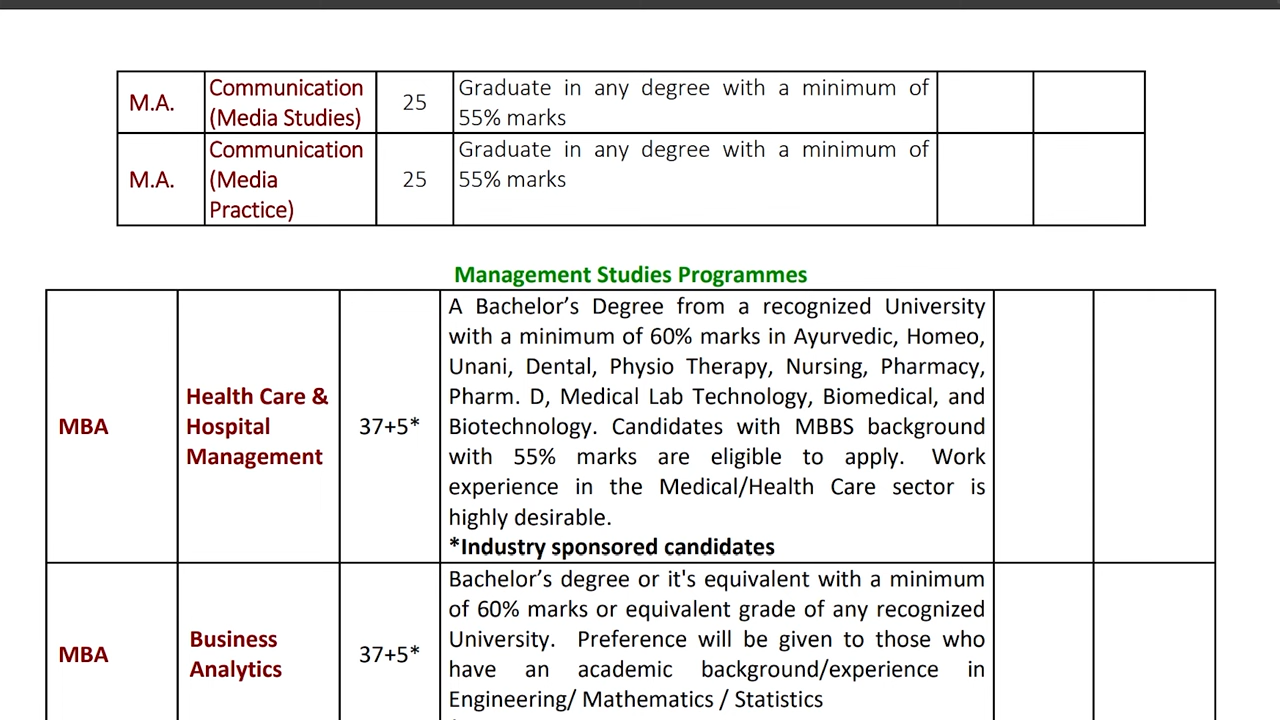 M.A.
Communication
(Media Studies)
25
Graduate in any degree with a minimum of
55% marks
M.A.
Communication
(Media
Practice)
25
Graduate in any degree with a minimum of
55% marks
Management Studies Programmes
MBA
Health Care &
Hospital
Management
37+5*
A Bachelor’s Degree from a recognized University
with a minimum of 60% marks in Ayurvedic, Homeo,
Unani, Dental, Physio Therapy, Nursing, Pharmacy,
Pharm. D, Medical Lab Technology, Biomedical, and
Biotechnology. Candidates with MBBS background
with 55% marks are eligible to apply. Work
experience in the Medical/Health Care sector is
highly desirable.
*Industry sponsored candidates
MBA
Business
Analytics
37+5*
Bachelor’s degree or it's equivalent with a minimum
of 60% marks or equivalent grade of any recognized
University. Preference will be given to those who
have an academic background/experience in
Engineering/ Mathematics / Statistics